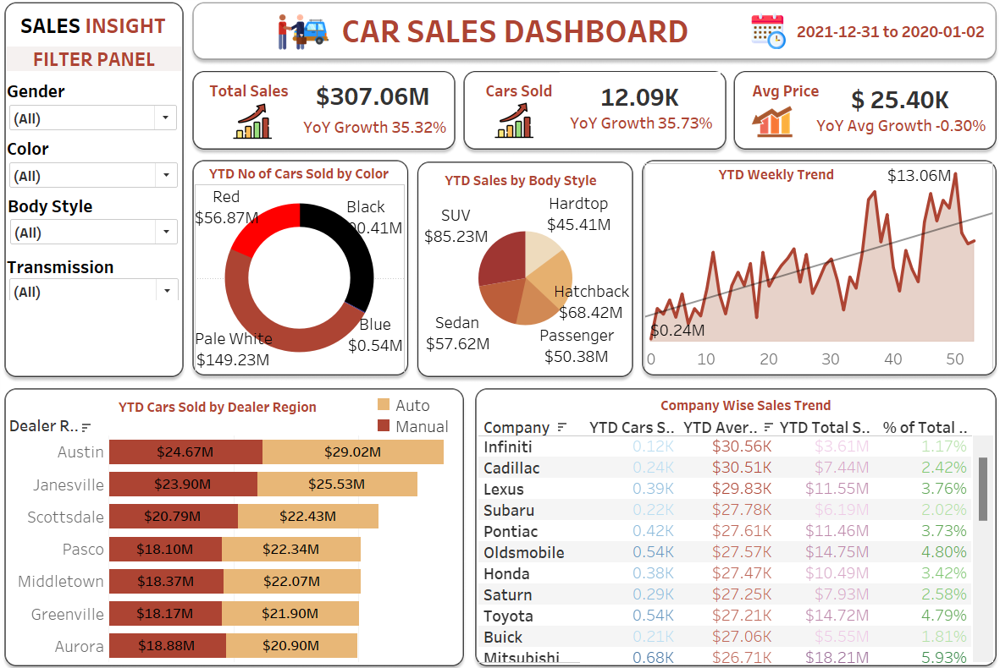 SALES INSIGHT
FILTER PANEL
Gender
(All)
Color
(All)
Body Style
(All)
Transmission
(All)
CAR SALES DASHBOARD
2021-12-31 to 2020-01-02
Total Sales
$307.06M
YoY Growth 35.32%
Cars Sold
12.09K
YoY Growth 35.73%
Avg Price
$ 25.40K
YoY Avg Growth -0.30%
YTD No of Cars Sold by Color
Red
$56.87M
Black
0.41M
Blue
$0.54M
Pale White
$149.23M
YTD Sales by Body Style
SUV
$85.23M
Hardtop
$45.41M
Hatchback
$68.42M
Passenger
$50.38M
Sedan
$57.62M
YTD Weekly Trend
$13.06M
$0.24M
0 10 20 30 40 50
YTD Cars Sold by Dealer Region
Auto
Manual
Dealer R..
Austin $24.67M $29.02M
Janesville $23.90M $25.53M
Scottsdale $20.79M $22.43M
Pasco $18.10M $22.34M
Middletown $18.37M $22.07M
Greenville $18.17M $21.90M
Aurora $18.88M $20.90M
Company Wise Sales Trend
Company YTD Cars S.. YTD Aver.. YTD Total S.. % of Total ..
Infiniti 0.12K $30.56K $3.61M 1.17%
Cadillac 0.24K $30.51K $7.44M 2.42%
Lexus 0.39K $29.83K $11.55M 3.76%
Subaru 0.22K $27.78K $6.19M 2.02%
Pontiac 0.42K $27.61K $11.46M 3.73%
Oldsmobile 0.54K $27.57K $14.75M 4.80%
Honda 0.38K $27.47K $10.49M 3.42%
Saturn 0.29K $27.25K $7.93M 2.58%
Toyota 0.54K $27.21K $14.72M 4.79%
Buick 0.21K $27.06K $5.55M 1.81%
Mitsubishi 0.68K $26.71K $18.21M 5.93%